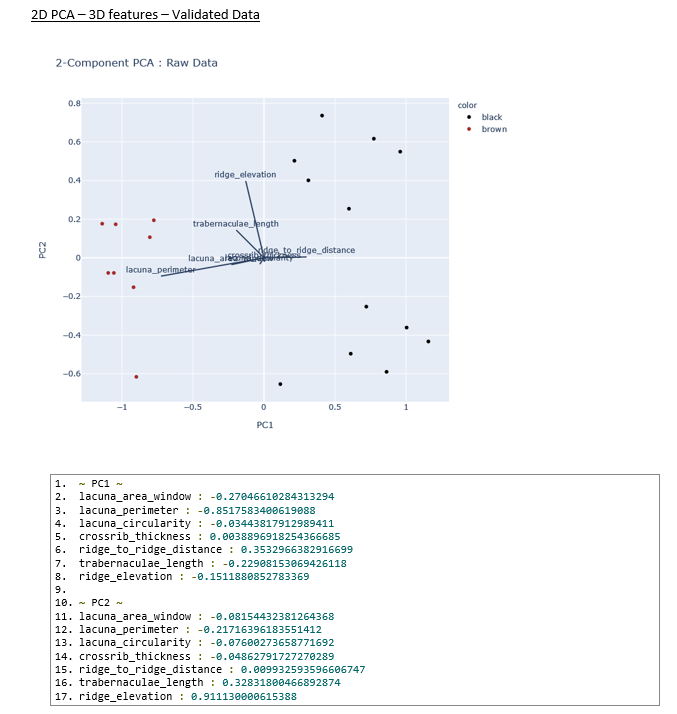 2D PCA – 3D features – Validated Data
2-Component PCA : Raw Data
color
black
brown
0.8
0.6
0.4
0.2
0
−0.2
−0.4
−0.6
PC2
ridge_elevation
trabernaculae_length
ridge_to_ridge_distance
lacuna_perimeter
−1
−0.5
0
0.5
1
PC1
1. ~ PC1 ~
2. lacuna_area_window : -0.27046610284313294
3. lacuna_perimeter : -0.8517583400619088
4. lacuna_circularity : -0.03443817912989411
5. crossrib_thickness : 0.0038896918254366685
6. ridge_to_ridge_distance : 0.3532966382916699
7. trabernaculae_length : -0.22908153069426118
8. ridge_elevation : -0.1511880852783369
9.
10. ~ PC2 ~
11. lacuna_area_window : -0.08154432381264368
12. lacuna_perimeter : -0.21716396183551412
13. lacuna_circularity : -0.07600273658771692
14. crossrib_thickness : -0.04862791727270289
15. ridge_to_ridge_distance : 0.009932593596606747
16. trabernaculae_length : 0.32831800466892874
17. ridge_elevation : 0.911130000615388